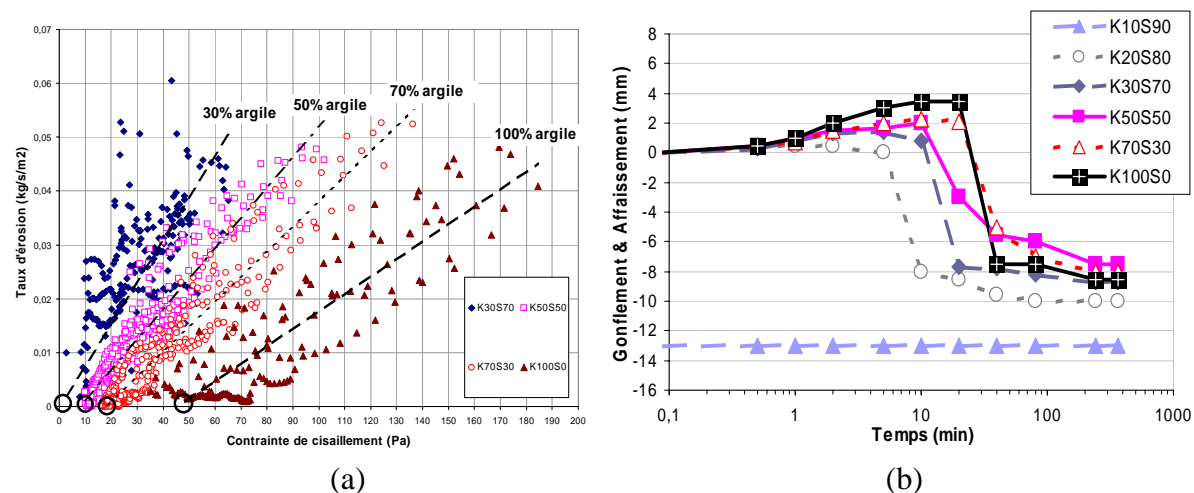 Taux d'érosion (kg/s/m2)
0,07
0,06
0,05
0,04
0,03
0,02
0,01
0
0 10 20 30 40 50 60 70 80 90 100 110 120 130 140 150 160 170 180 190 200
Contrainte de cisaillement (Pa)
30% argile
50% argile
70% argile
100% argile
K30S70 K50S50
K70S30 K100S0
(a)
Gonflement & Affaissement (mm)
8
6
4
2
0
-2
-4
-6
-8
-10
-12
-14
-16
0,1 1 10 100 1000
Temps (min)
K10S90
K20S80
K30S70
K50S50
K70S30
K100S0
(b)